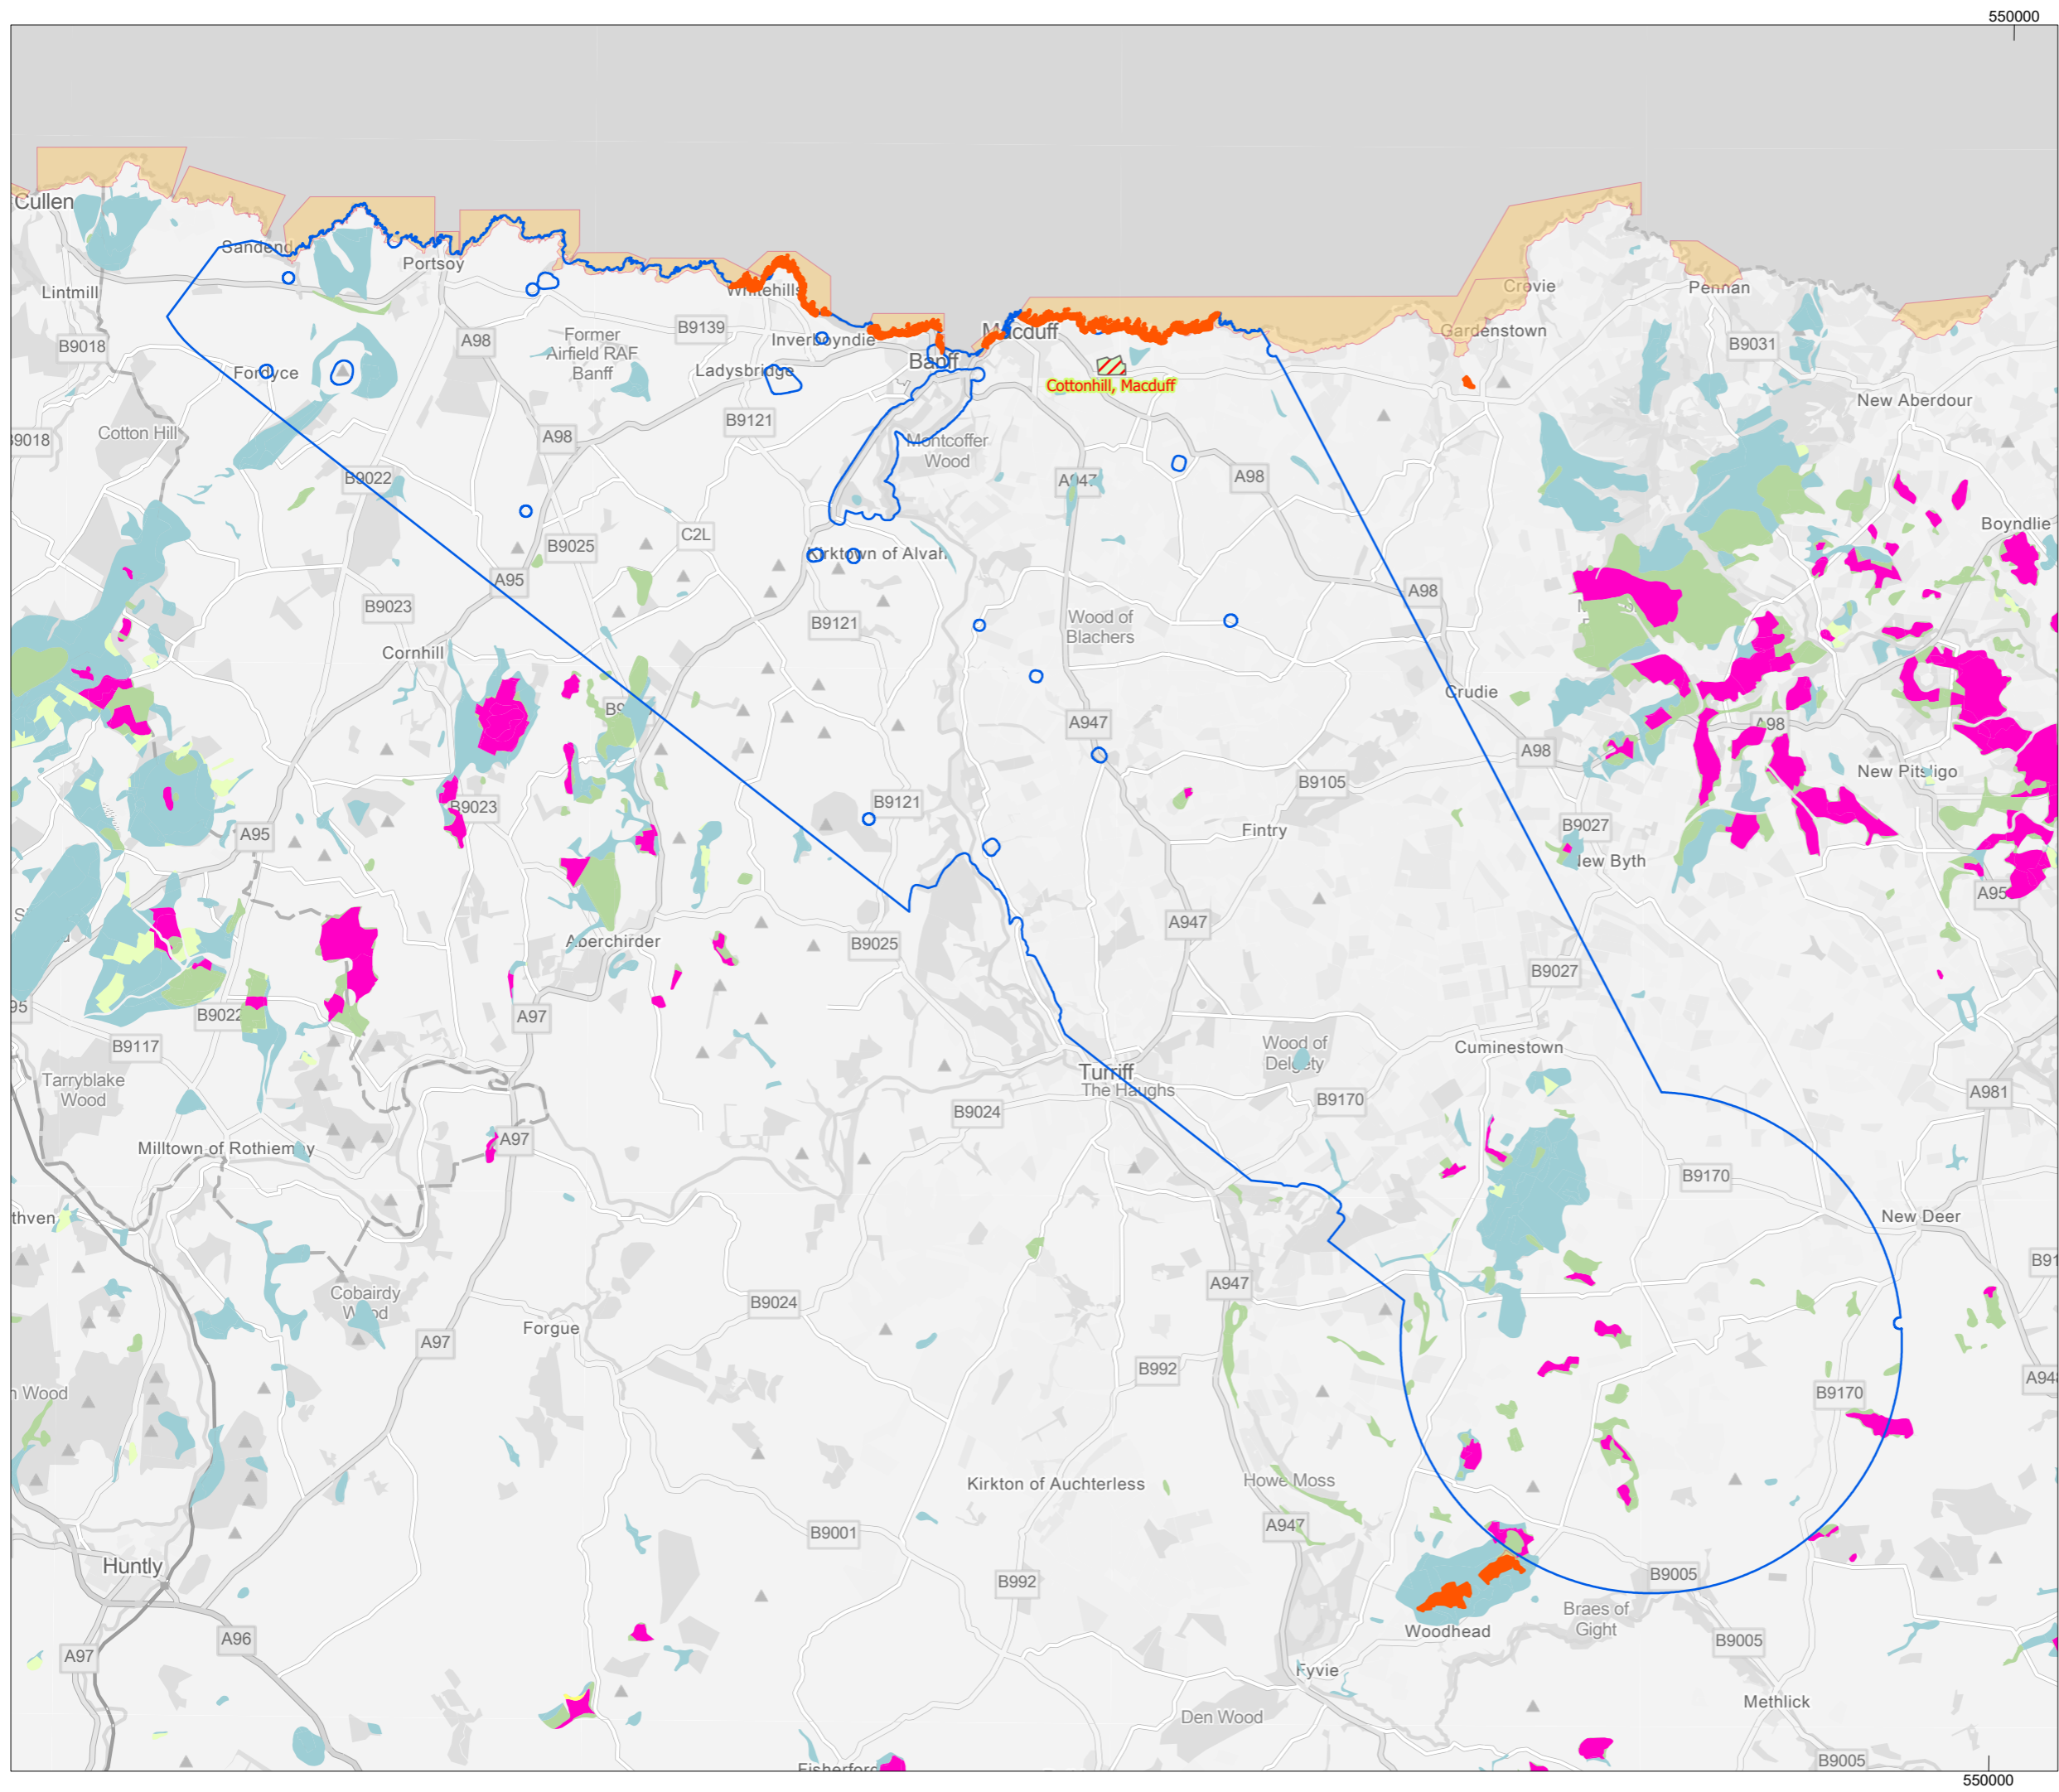 550000
Cullen
Sandend
Portsoy
Lintmill
Whitehills
Crovie
Pennan
B9018
A98
Former
Airfield RAF
Banff
B9139
Inverboyndie
Macduff
Gardenstown
B9031
Fordyce
Ladysbridge
Banff
Cottonhill, Macduff
New Aberdour
B9121
Cotton Hill
A98
Montcoffer
Wood
B9022
A947
A98
C2L
B9025
Kirktown of Alvah
Boyndlie
A95
B9023
B9121
Wood of
Blachers
A98
Cornhill
Crudie
A947
A98
A98
New Pitsligo
B9023
B9121
B9105
A95
Fintry
B9027
New Byth
Aberchirder
B9025
A947
B9027
B9022
A97
B9117
Tarryblake
Wood
Wood of
Delgety
Cuminestown
Turriff
The Haughs
B9024
B9170
A981
Milltown of Rothiemay
A97
B9170
New Deer
Cobairdy
Wood
A947
B9024
Forgue
A97
B992
B9170
Kirkton of Auchterless
Howe Moss
B9001
A947
Huntly
B992
B9005
Braes of
Gight
Woodhead
A96
A97
B9005
Fyvie
Methlick
Den Wood
B9005
550000